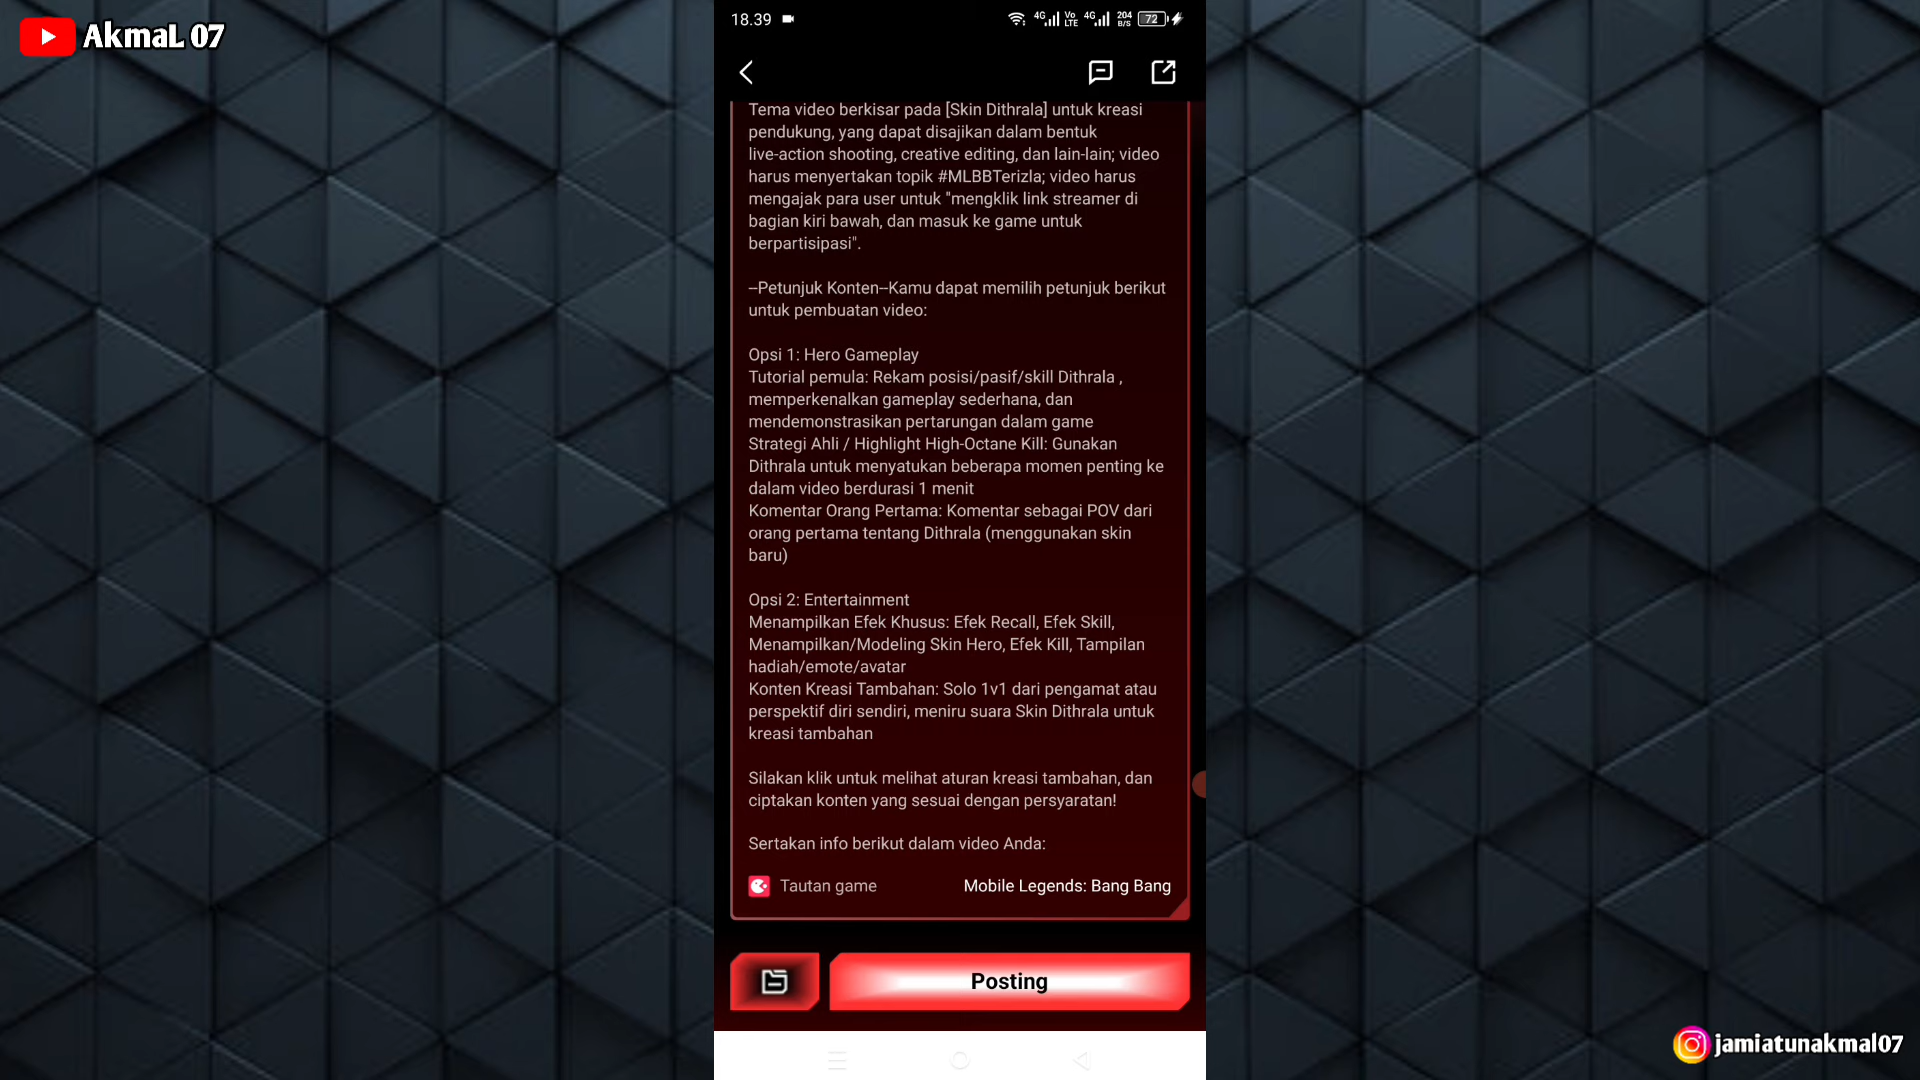 AkmaL 07
18.39
4G Vo LTE 4G 204 B/S 72
Tema video berkisar pada [Skin Dithrala] untuk kreasi
pendukung, yang dapat disajikan dalam bentuk
live-action shooting, creative editing, dan lain-lain; video
harus menyertakan topik #MLBBTerizla; video harus
mengajak para user untuk "mengklik link streamer di
bagian kiri bawah, dan masuk ke game untuk
berpartisipasi".
--Petunjuk Konten--Kamu dapat memilih petunjuk berikut
untuk pembuatan video:
Opsi 1: Hero Gameplay
Tutorial pemula: Rekam posisi/pasif/skill Dithrala ,
memperkenalkan gameplay sederhana, dan
mendemonstrasikan pertarungan dalam game
Strategi Ahli / Highlight High-Octane Kill: Gunakan
Dithrala untuk menyatukan beberapa momen penting ke
dalam video berdurasi 1 menit
Komentar Orang Pertama: Komentar sebagai POV dari
orang pertama tentang Dithrala (menggunakan skin
baru)
Opsi 2: Entertainment
Menampilkan Efek Khusus: Efek Recall, Efek Skill,
Menampilkan/Modeling Skin Hero, Efek Kill, Tampilan
hadiah/emote/avatar
Konten Kreasi Tambahan: Solo 1v1 dari pengamat atau
perspektif diri sendiri, meniru suara Skin Dithrala untuk
kreasi tambahan
Silakan klik untuk melihat aturan kreasi tambahan, dan
ciptakan konten yang sesuai dengan persyaratan!
Sertakan info berikut dalam video Anda:
Tautan game Mobile Legends: Bang Bang
Posting
jamiatunakmal07